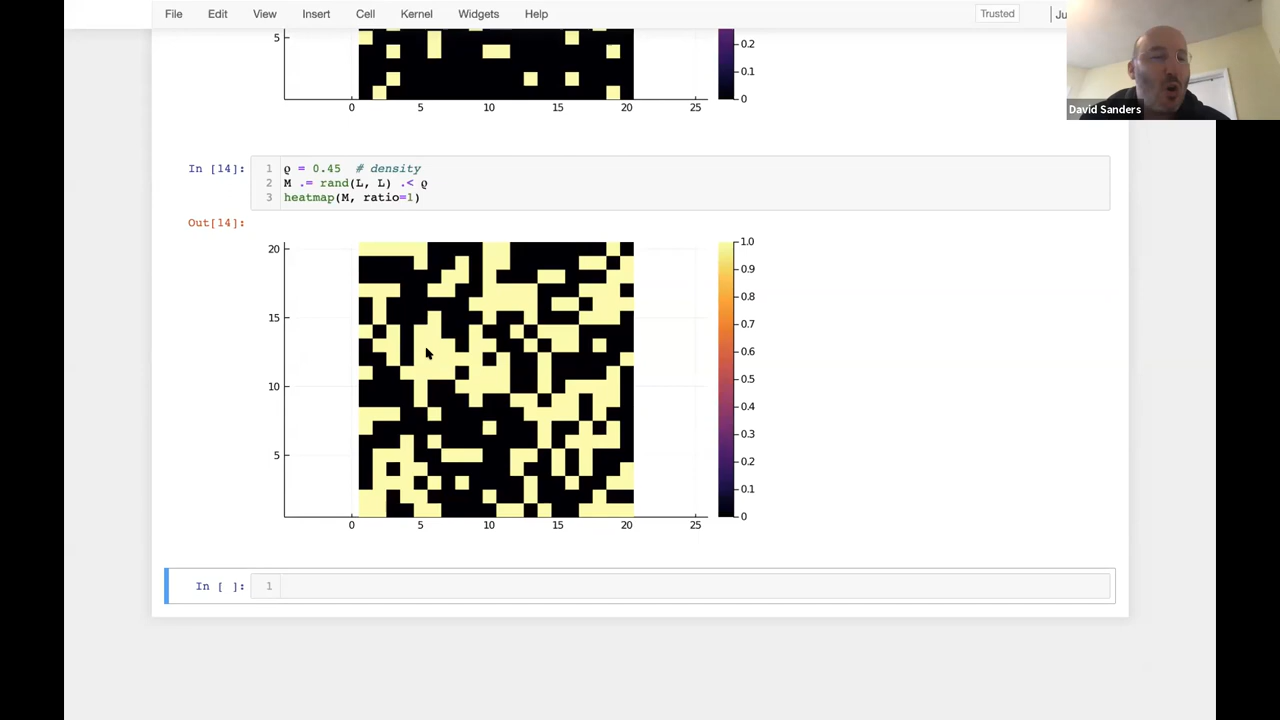 File Edit View Insert Cell Kernel Widgets Help Trusted Ju
David Sanders
5
0.2
0.1
0
0 5 10 15 20 25
In [14]:
1 ϱ = 0.45 # density
2 M .= rand(L, L) .< ϱ
3 heatmap(M, ratio=1)
Out[14]:
20
15
10
5
0 5 10 15 20 25
1.0
0.9
0.8
0.7
0.6
0.5
0.4
0.3
0.2
0.1
0
In [ ]: 1